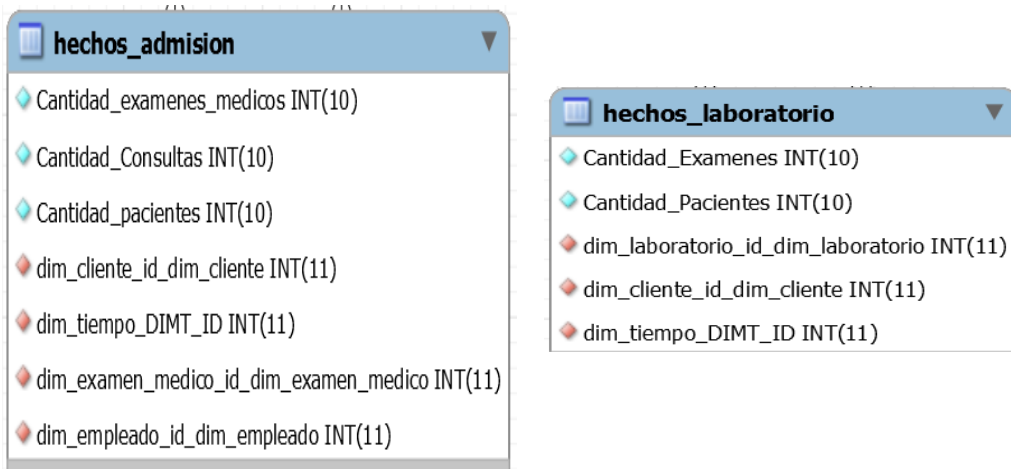 hechos_admision
Cantidad_examenes_medicos INT(10)
Cantidad_Consultas INT(10)
Cantidad_pacientes INT(10)
dim_cliente_id_dim_cliente INT(11)
dim_tiempo_DIMT_ID INT(11)
dim_examen_medico_id_dim_examen_medico INT(11)
dim_empleado_id_dim_empleado INT(11)
hechos_laboratorio
Cantidad_Examenes INT(10)
Cantidad_Pacientes INT(10)
dim_laboratorio_id_dim_laboratorio INT(11)
dim_cliente_id_dim_cliente INT(11)
dim_tiempo_DIMT_ID INT(11)